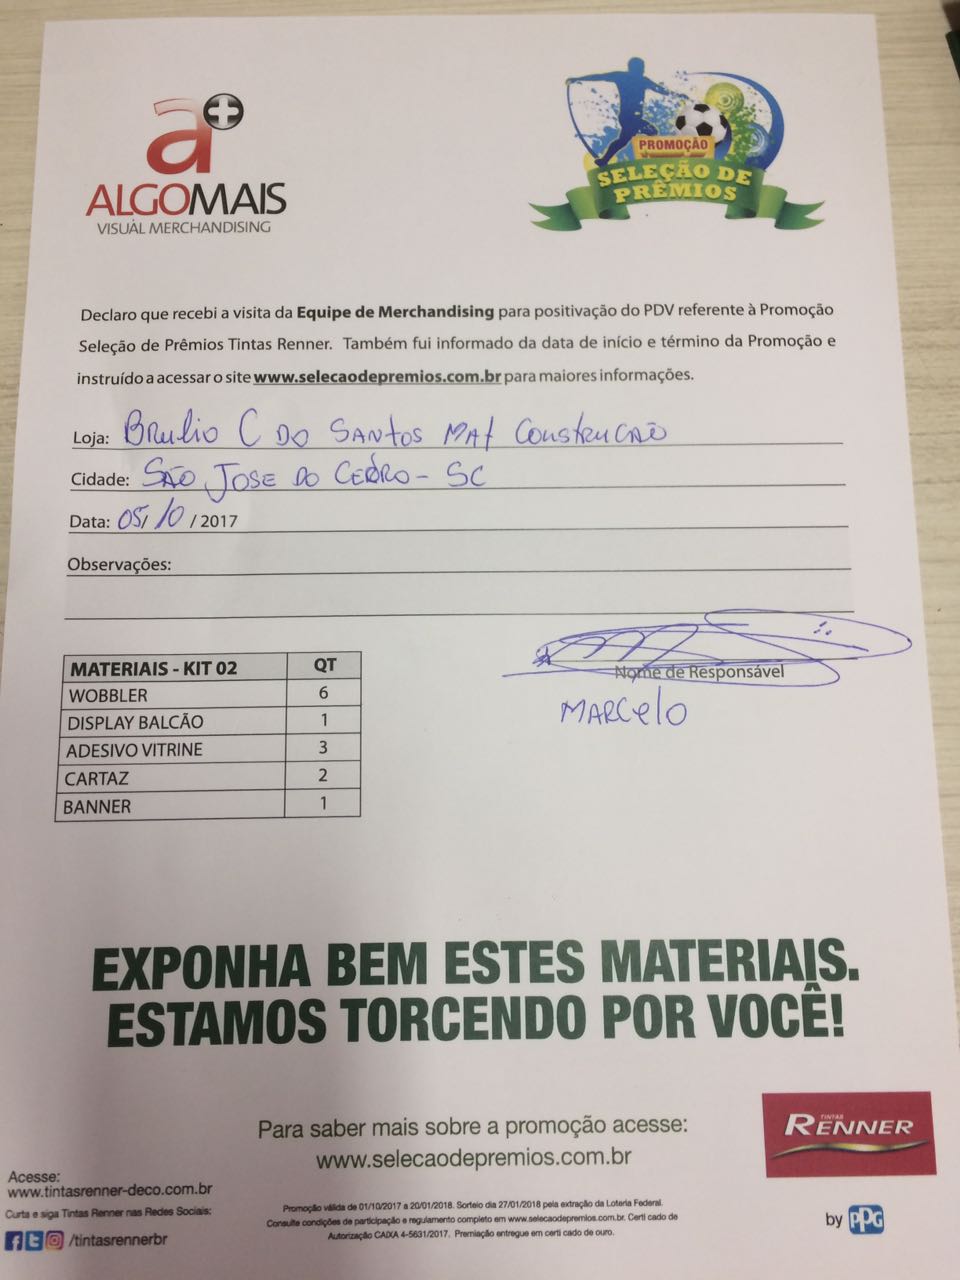 a+
ALGOMAIS
VISUAL MERCHANDISING
PROMOÇÃO
SELEÇÃO DE
PRÊMIOS
Declaro que recebi a visita da Equipe de Merchandising para positivação do PDV referente à Promoção
Seleção de Prêmios Tintas Renner. Também fui informado da data de início e término da Promoção e
instruído a acessar o site www.selecaodepremios.com.br para maiores informações.
Loja: Brulio C DO SANTOS MAT CONSTRUCÃO
Cidade: SÃO JOSE DO CEDRO - SC
Data: 05/10/2017
Observações:
MATERIAIS - KIT 02 QT
WOBBLER 6
DISPLAY BALCÃO 1
ADESIVO VITRINE 3
CARTAZ 2
BANNER 1
Nome de Responsável
MARCelo
EXPONHA BEM ESTES MATERIAIS.
ESTAMOS TORCENDO POR VOCÊ!
Para saber mais sobre a promoção acesse:
www.selecaodepremios.com.br
TINTAS
RENNER
Acesse:
www.tintasrenner-deco.com.br
Curta e siga Tintas Renner nas Redes Sociais:
/tintasrennerbr
Promoção válida de 01/10/2017 a 20/01/2018. Sorteio dia 27/01/2018 pela extração da Loteria Federal.
Consulte condições de participação e regulamento completo em www.selecaodepremios.com.br. Certi cado de
Autorização CAIXA 4-5631/2017. Premiação entregue em certi cado de ouro.
by PPG